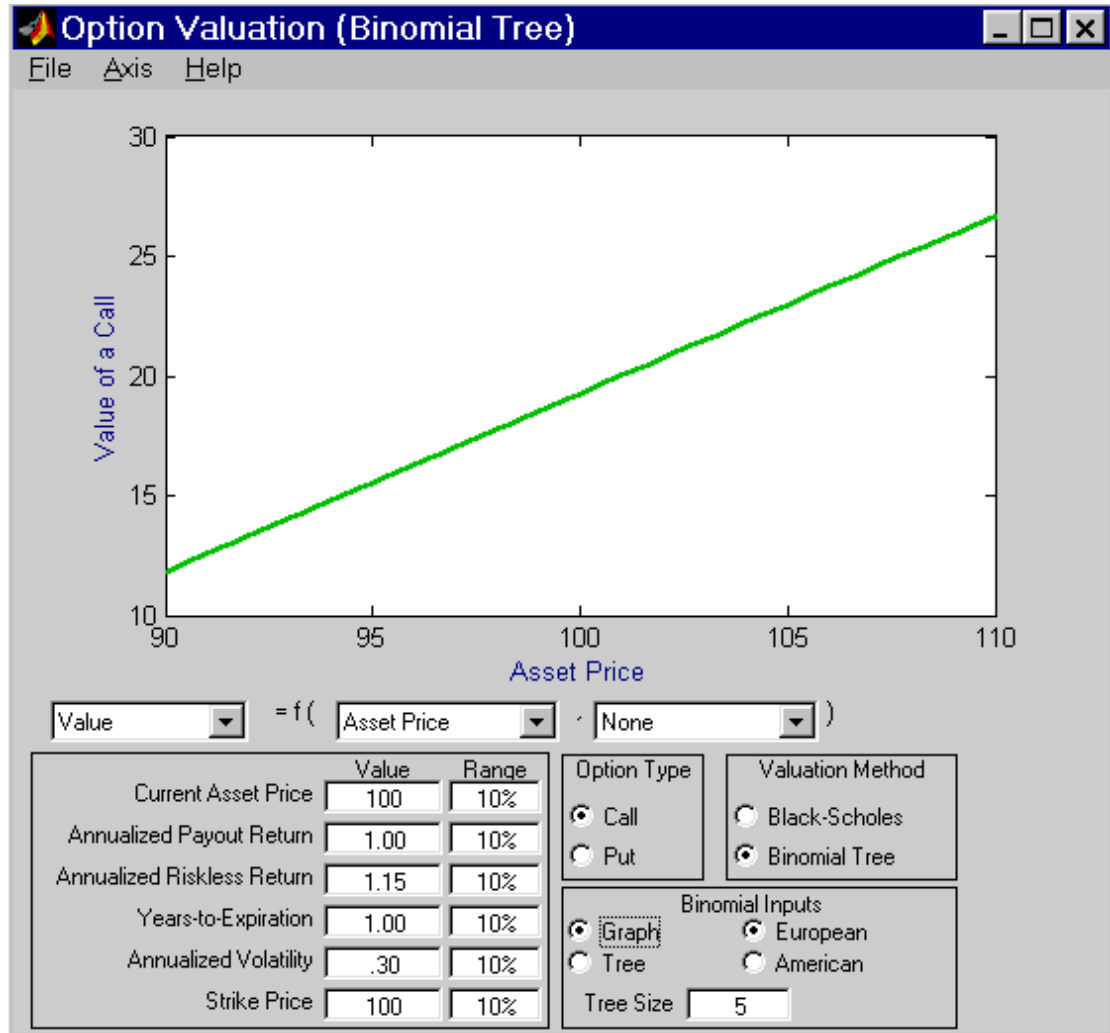 Option Valuation (Binomial Tree)
File Axis Help
30
25
20
15
10
Value of a Call
90 95 100 105 110
Asset Price
Value = f ( Asset Price , None )
Value Range
Current Asset Price 100 10%
Annualized Payout Return 1.00 10%
Annualized Riskless Return 1.15 10%
Years-to-Expiration 1.00 10%
Annualized Volatility .30 10%
Strike Price 100 10%
Option Type
Call
Put
Valuation Method
Black-Scholes
Binomial Tree
Binomial Inputs
Graph European
Tree American
Tree Size 5